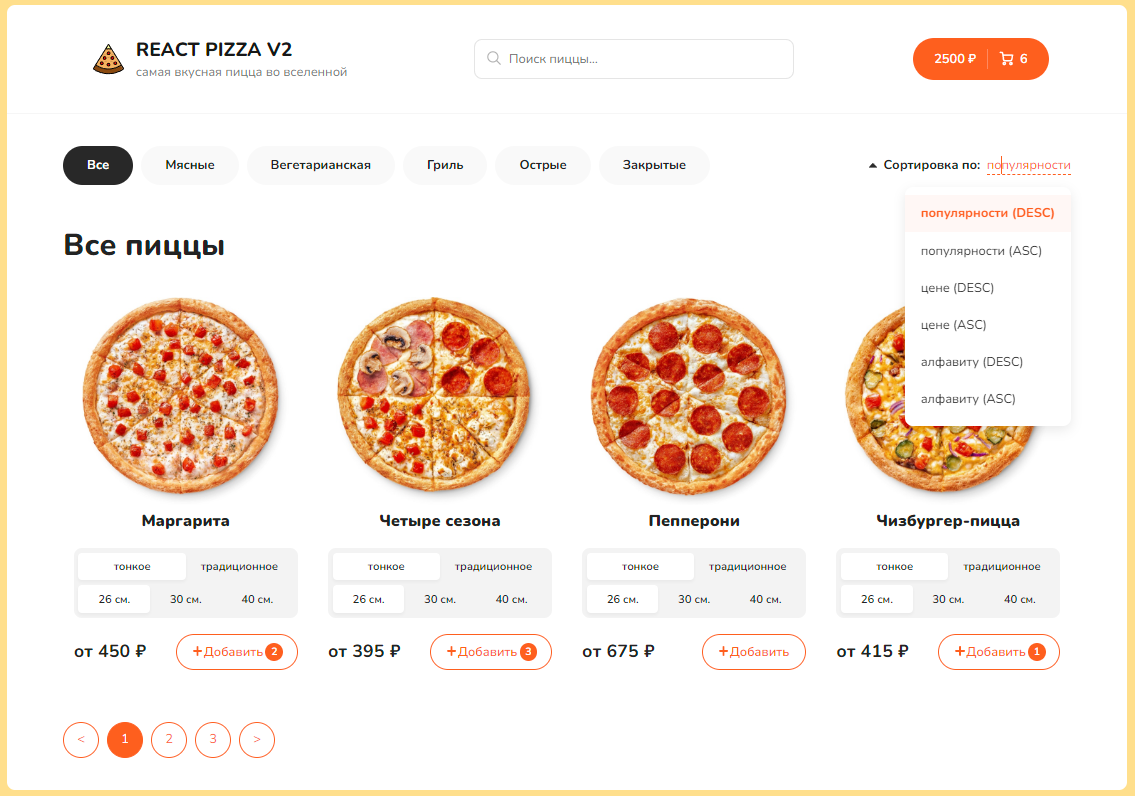 REACT PIZZA V2
самая вкусная пицца во вселенной
Поиск пиццы...
2500 ₽ 6
Все Мясные Вегетарианская Гриль Острые Закрытые
Сортировка по: популярности
популярности (DESC)
популярности (ASC)
цене (DESC)
цене (ASC)
алфавиту (DESC)
алфавиту (ASC)
Все пиццы
Маргарита Четыре сезона Пепперони Чизбургер-пицца
тонкое традиционное тонкое традиционное тонкое традиционное тонкое традиционное
26 см. 30 см. 40 см. 26 см. 30 см. 40 см. 26 см. 30 см. 40 см. 26 см. 30 см. 40 см.
от 450 ₽ +Добавить 2 от 395 ₽ +Добавить 3 от 675 ₽ +Добавить от 415 ₽ +Добавить 1
< 1 2 3 >